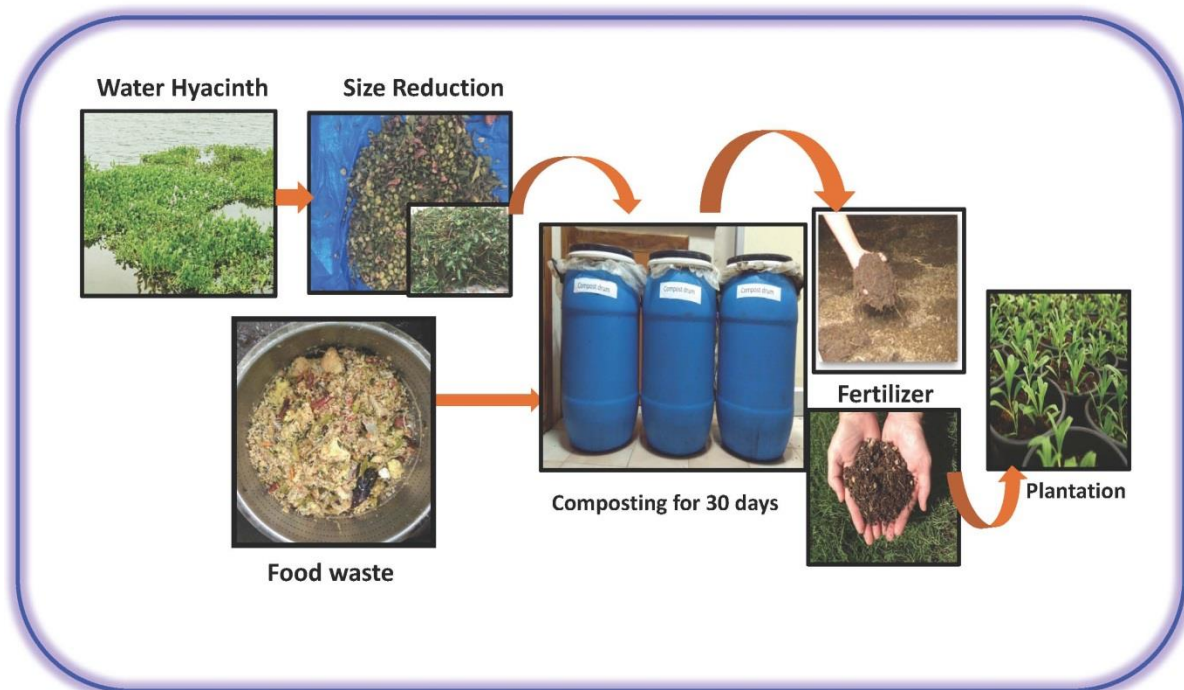 Water Hyacinth
Size Reduction
Compost drum
Compost drum
Compost drum
Fertilizer
Food waste
Composting for 30 days
Plantation